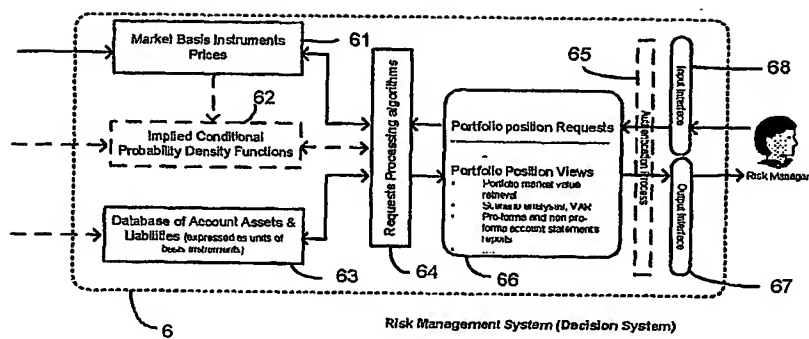 Market Basis Instruments
Prices
61
62
Implied Conditional
Probability Density Functions
Database of Account Assets &
Liabilities (expressed as units of
basis instruments)
63
Requests Processing algorithms
64
Portfolio position Requests
Portfolio Position Views
Portfolio market value
retrieval
Scenario analysis, VAR
Pro-forma and non pro-
forma account statements
reports
....
66
65
Authentication Process
68
Input Interface
Output Interface
67
Risk Manager
6
Risk Management System (Decision System)